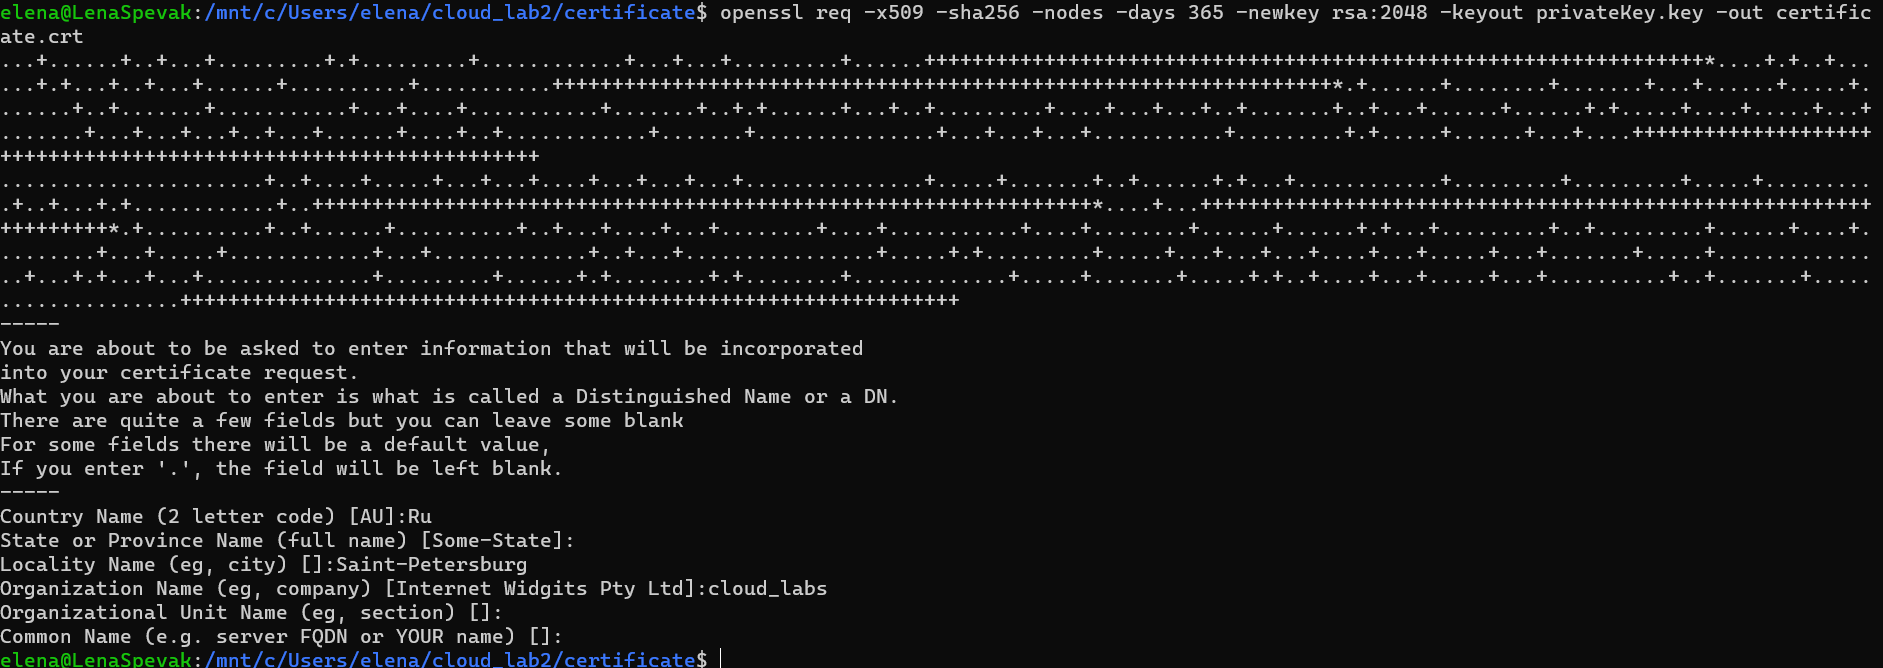 elena@LenaSpevak:/mnt/c/Users/elena/cloud_lab2/certificate$ openssl req -x509 -sha256 -nodes -days 365 -newkey rsa:2048 -keyout privateKey.key -out certific
ate.crt
-----
You are about to be asked to enter information that will be incorporated
into your certificate request.
What you are about to enter is what is called a Distinguished Name or a DN.
There are quite a few fields but you can leave some blank
For some fields there will be a default value,
If you enter '.', the field will be left blank.
-----
Country Name (2 letter code) [AU]:Ru
State or Province Name (full name) [Some-State]:
Locality Name (eg, city) []:Saint-Petersburg
Organization Name (eg, company) [Internet Widgits Pty Ltd]:cloud_labs
Organizational Unit Name (eg, section) []:
Common Name (e.g. server FQDN or YOUR name) []:
elena@LenaSpevak:/mnt/c/Users/elena/cloud_lab2/certificate$